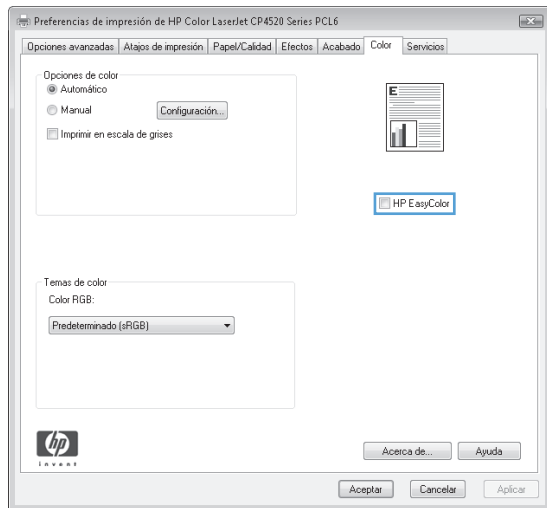 Preferencias de impresión de HP Color LaserJet CP4520 Series PCL6
Opciones avanzadas Atajos de impresión Papel/Calidad Efectos Acabado Color Servicios
Opciones de color
Automático
Manual
Configuración...
Imprimir en escala de grises
E
HP EasyColor
Temas de color
Color RGB:
Predeterminado (sRGB)
hp
invent
Acerca de... Ayuda
Aceptar Cancelar Aplicar